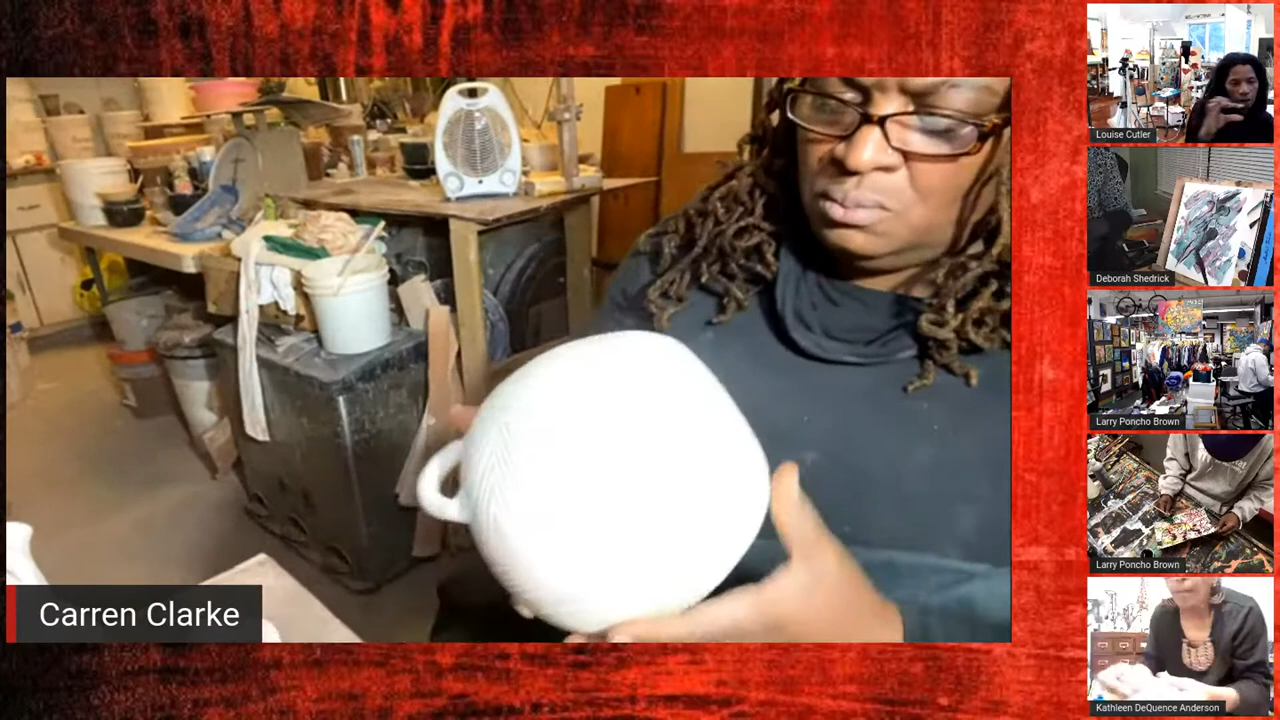 Carren Clarke
Louise Cutler
Deborah Shedrick
Larry Poncho Brown
Larry Poncho Brown
Kathleen DeQuence Anderson